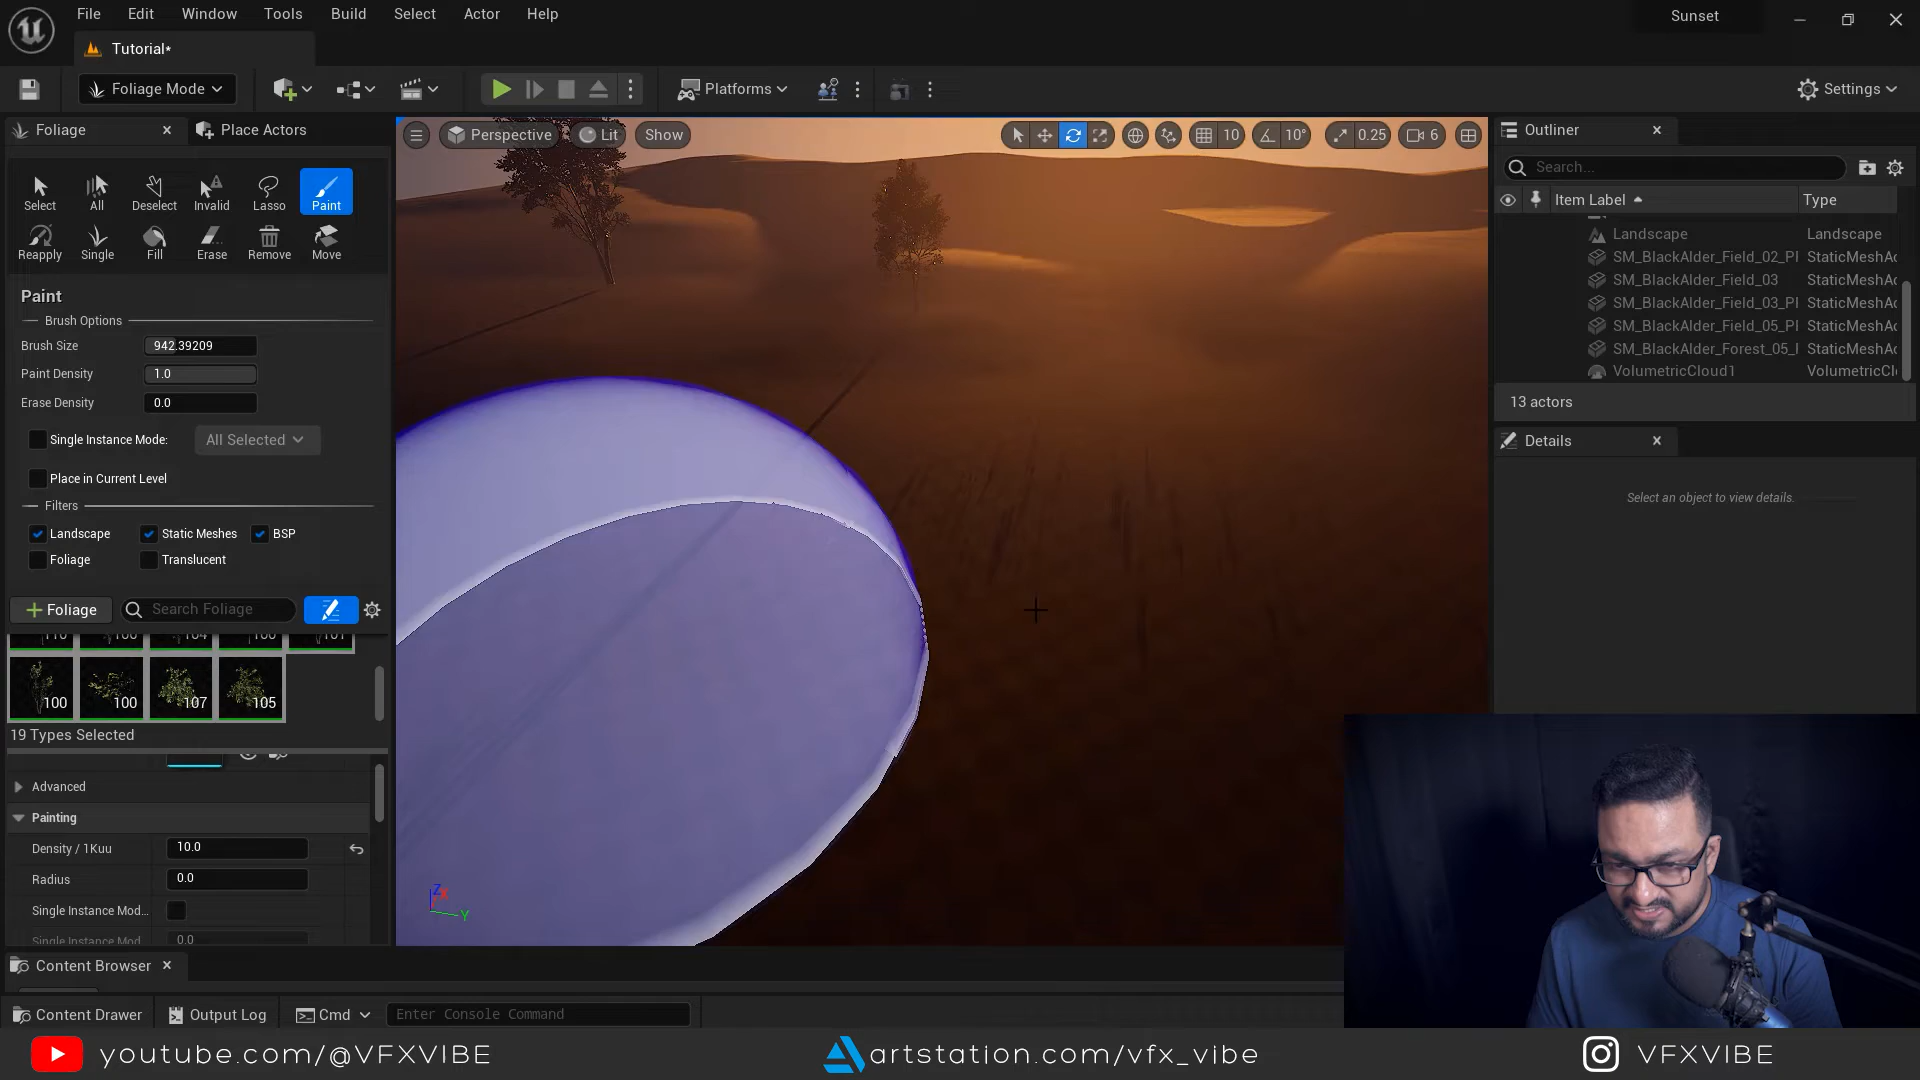 File Edit Window Tools Build Select Actor Help
Sunset
Tutorial*
Foliage Mode
Platforms
Settings
Foliage
Place Actors
Perspective
Lit
Show
10
10°
0.25
6
Outliner
Search...
Item Label
Type
Select
All
Deselect
Invalid
Lasso
Paint
Reapply
Single
Fill
Erase
Remove
Move
Landscape Landscape
SM_BlackAlder_Field_02_Pl StaticMeshAc
SM_BlackAlder_Field_03 StaticMeshAc
SM_BlackAlder_Field_03_Pl StaticMeshAc
SM_BlackAlder_Field_05_Pl StaticMeshAc
SM_BlackAlder_Forest_05_l StaticMeshAc
VolumetricCloud1 VolumetricCl
13 actors
Paint
Brush Options
Brush Size 942.39209
Paint Density 1.0
Erase Density 0.0
Single Instance Mode: All Selected
Place in Current Level
Filters
Landscape Static Meshes BSP
Foliage Translucent
Details
Select an object to view details.
Foliage
Search Foliage
100 100 107 105
19 Types Selected
Advanced
Painting
Density / 1Kuu 10.0
Radius 0.0
Single Instance Mod...
Single Instance Mod 0.0
Z
Y
Content Browser
Content Drawer
Output Log
Cmd
Enter Console Command
youtube.com/@VFXVIBE
artstation.com/vfx_vibe
VFXVIBE